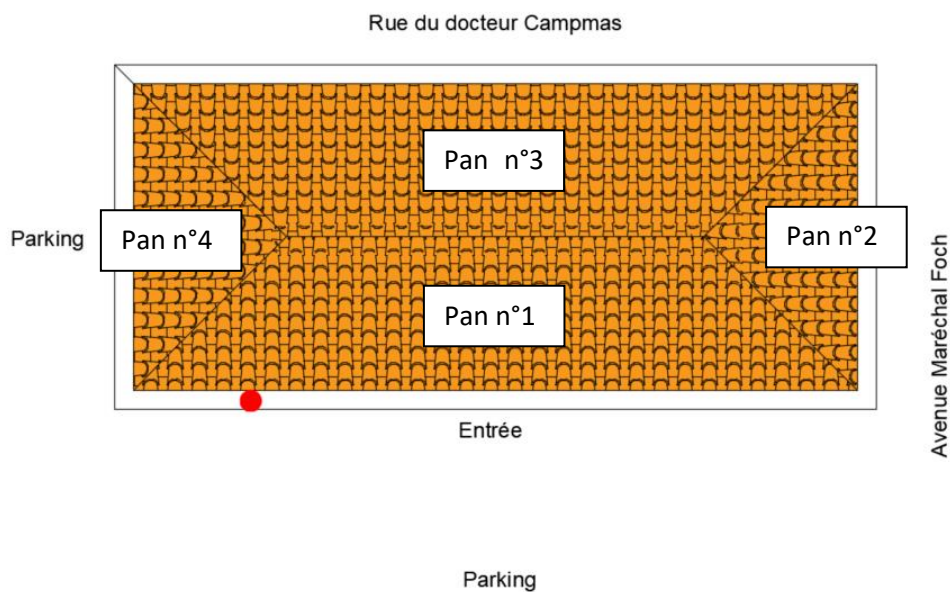 Rue du docteur Campmas
Pan n°3
Parking
Pan n°4
Pan n°2
Avenue Maréchal Foch
Pan n°1
Entrée
Parking